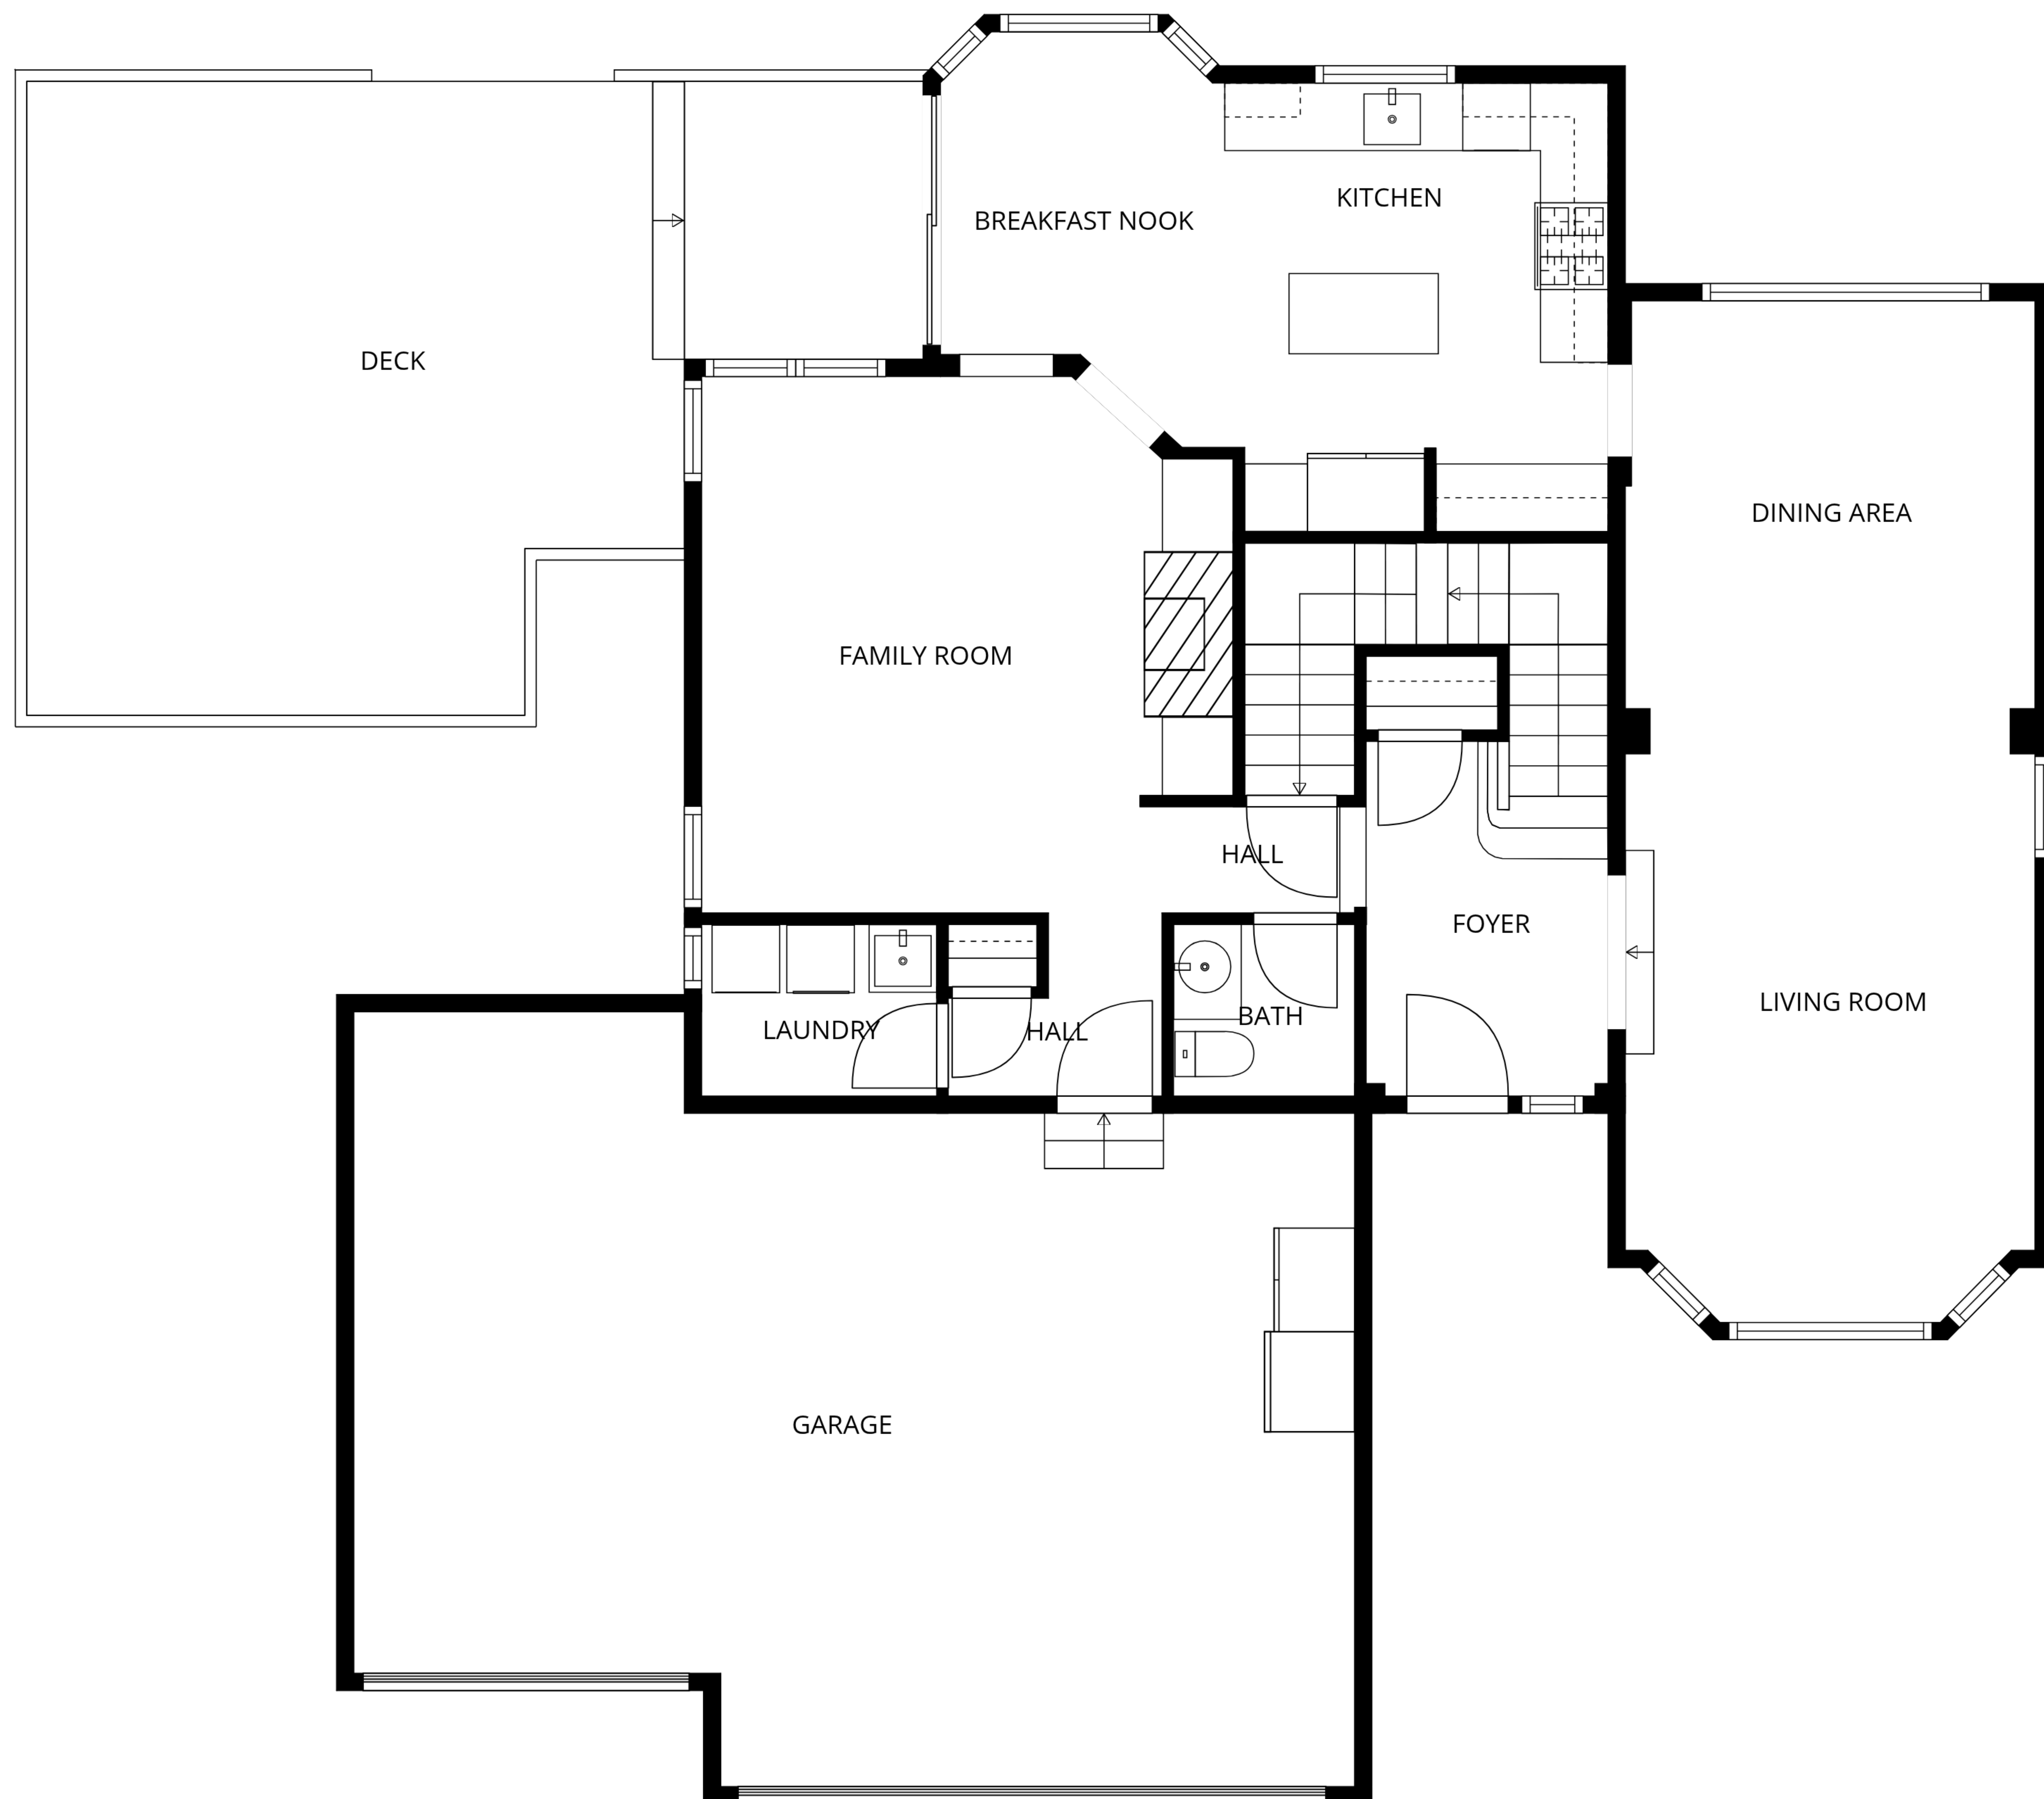 KITCHEN
BREAKFAST NOOK
DECK
DINING AREA
FAMILY ROOM
HALL
FOYER
LIVING ROOM
BATH
LAUNDRY
HALL
GARAGE